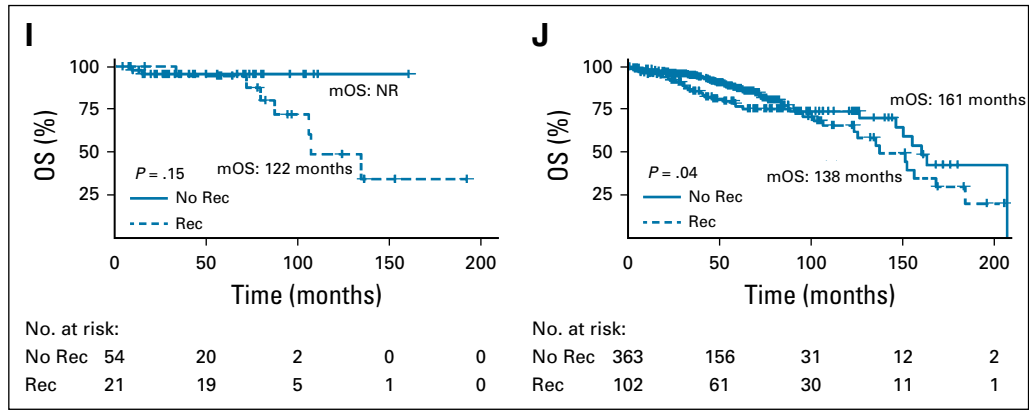 I
OS (%)
100
75
50
25
mOS: NR
mOS: 122 months
P = .15
No Rec
Rec
0 50 100 150 200
Time (months)
No. at risk:
No Rec 54 20 2 0 0
Rec 21 19 5 1 0
J
OS (%)
100
75
50
25
mOS: 161 months
mOS: 138 months
P = .04
No Rec
Rec
0 50 100 150 200
Time (months)
No. at risk:
No Rec 363 156 31 12 2
Rec 102 61 30 11 1